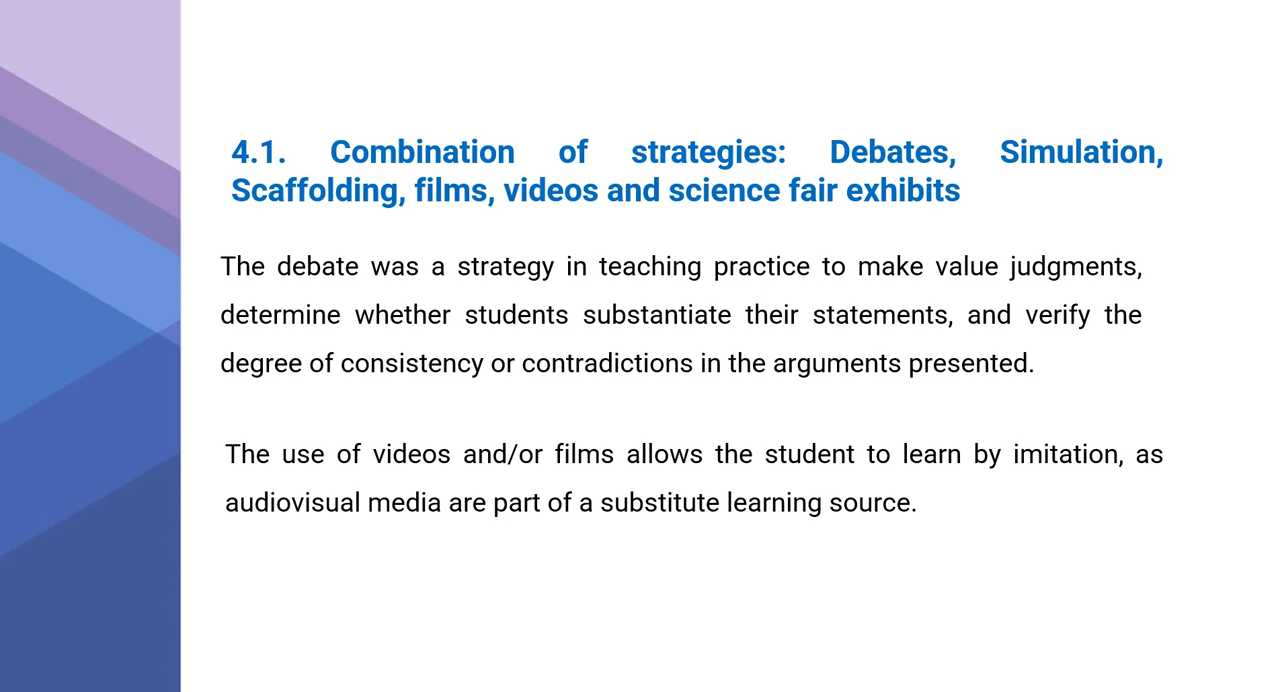 4.1. Combination of strategies: Debates, Simulation,
Scaffolding, films, videos and science fair exhibits
The debate was a strategy in teaching practice to make value judgments,
determine whether students substantiate their statements, and verify the
degree of consistency or contradictions in the arguments presented.
The use of videos and/or films allows the student to learn by imitation, as
audiovisual media are part of a substitute learning source.